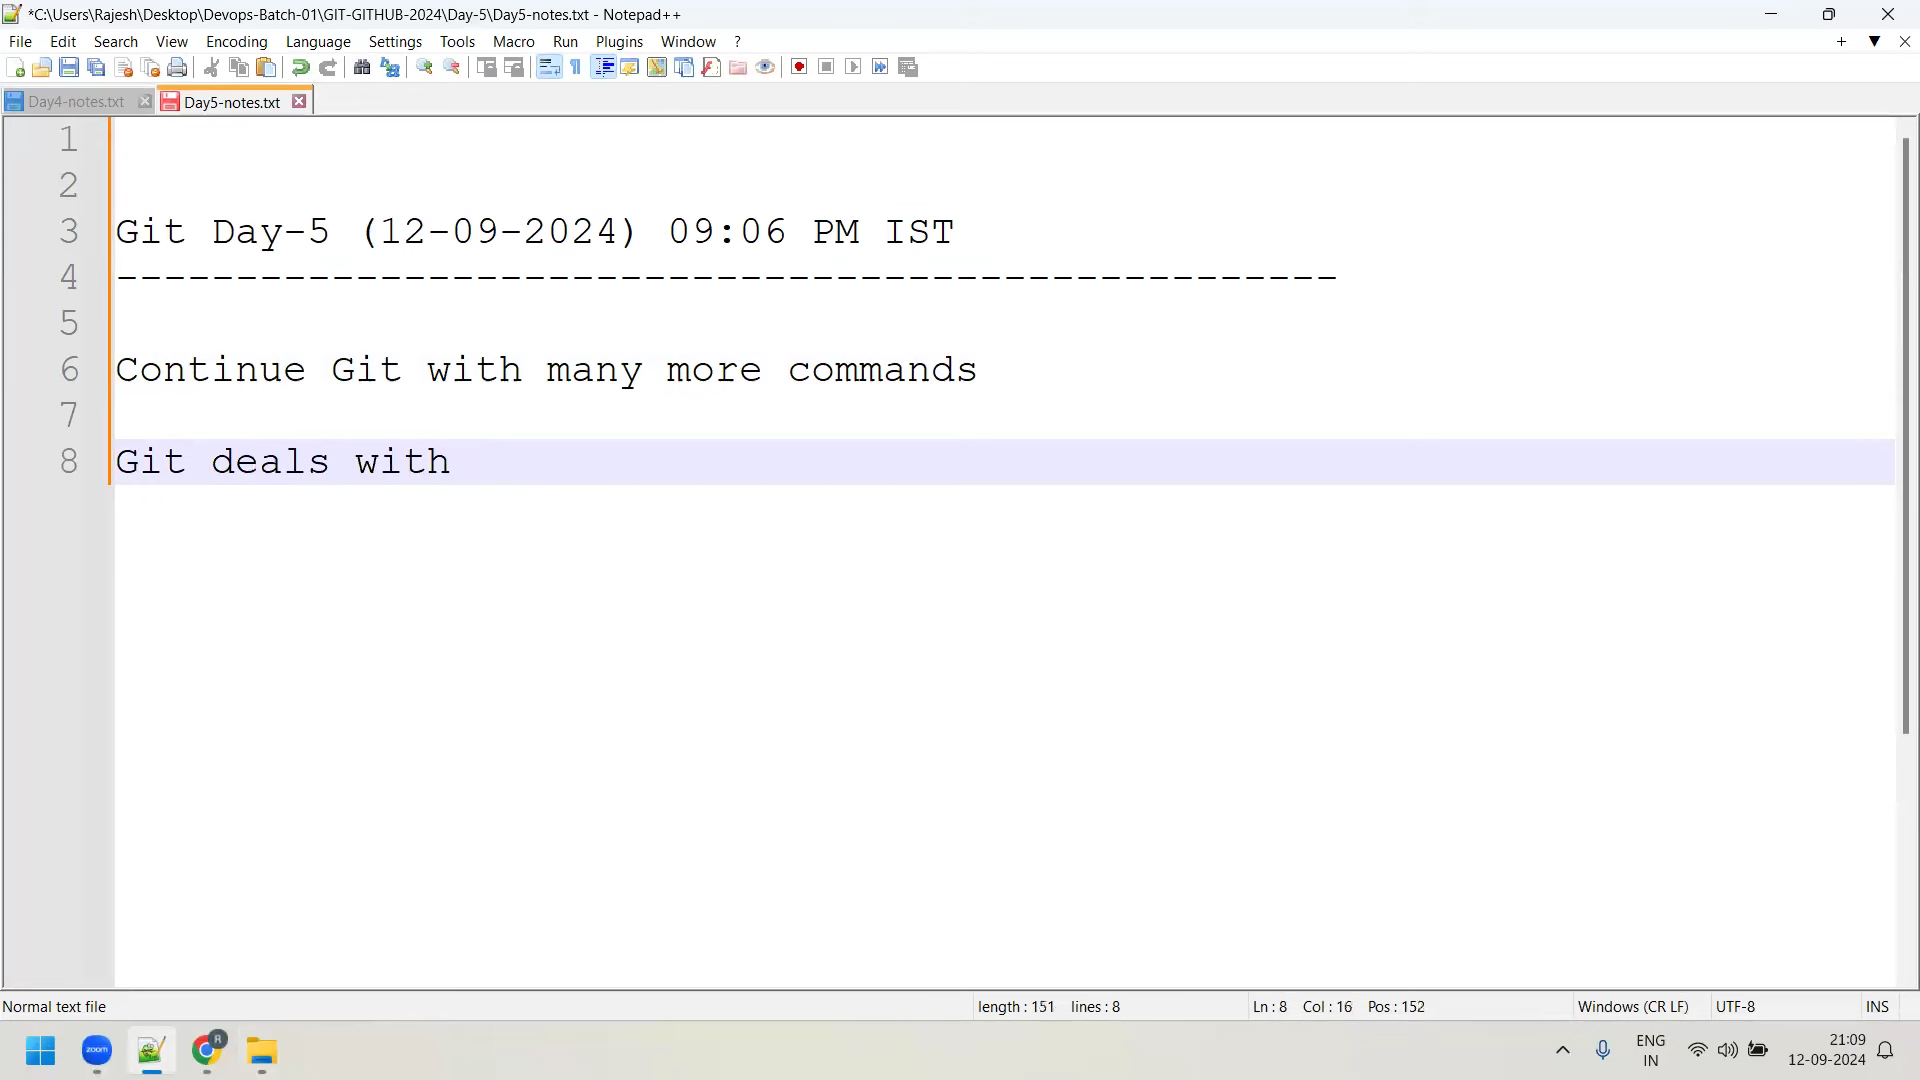 *C:\Users\Rajesh\Desktop\Devops-Batch-01\GIT-GITHUB-2024\Day-5\Day5-notes.txt - Notepad++
File Edit Search View Encoding Language Settings Tools Macro Run Plugins Window ?
Day4-notes.txt Day5-notes.txt
1
2
3 Git Day-5 (12-09-2024) 09:06 PM IST
4 ---------------------------------------------------
5
6 Continue Git with many more commands
7
8 Git deals with
Normal text file length : 151 lines : 8 Ln : 8 Col : 16 Pos : 152 Windows (CR LF) UTF-8 INS
zoom R ENG 21:09
IN 12-09-2024